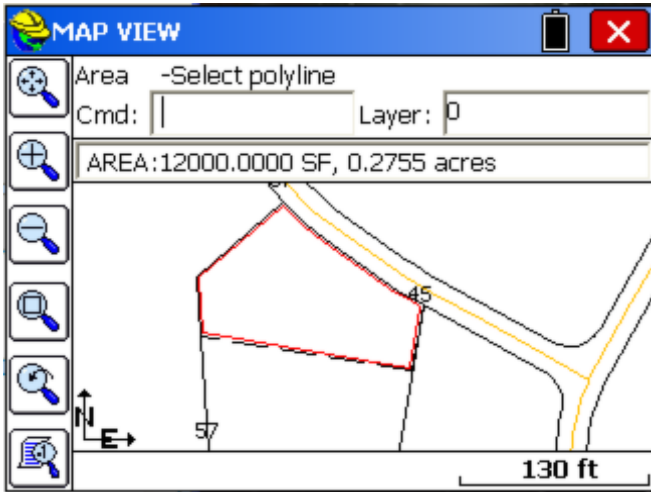 MAP VIEW
Area -Select polyline
Cmd: Layer: 0
AREA:12000.0000 SF, 0.2755 acres
45
57
N
E
130 ft